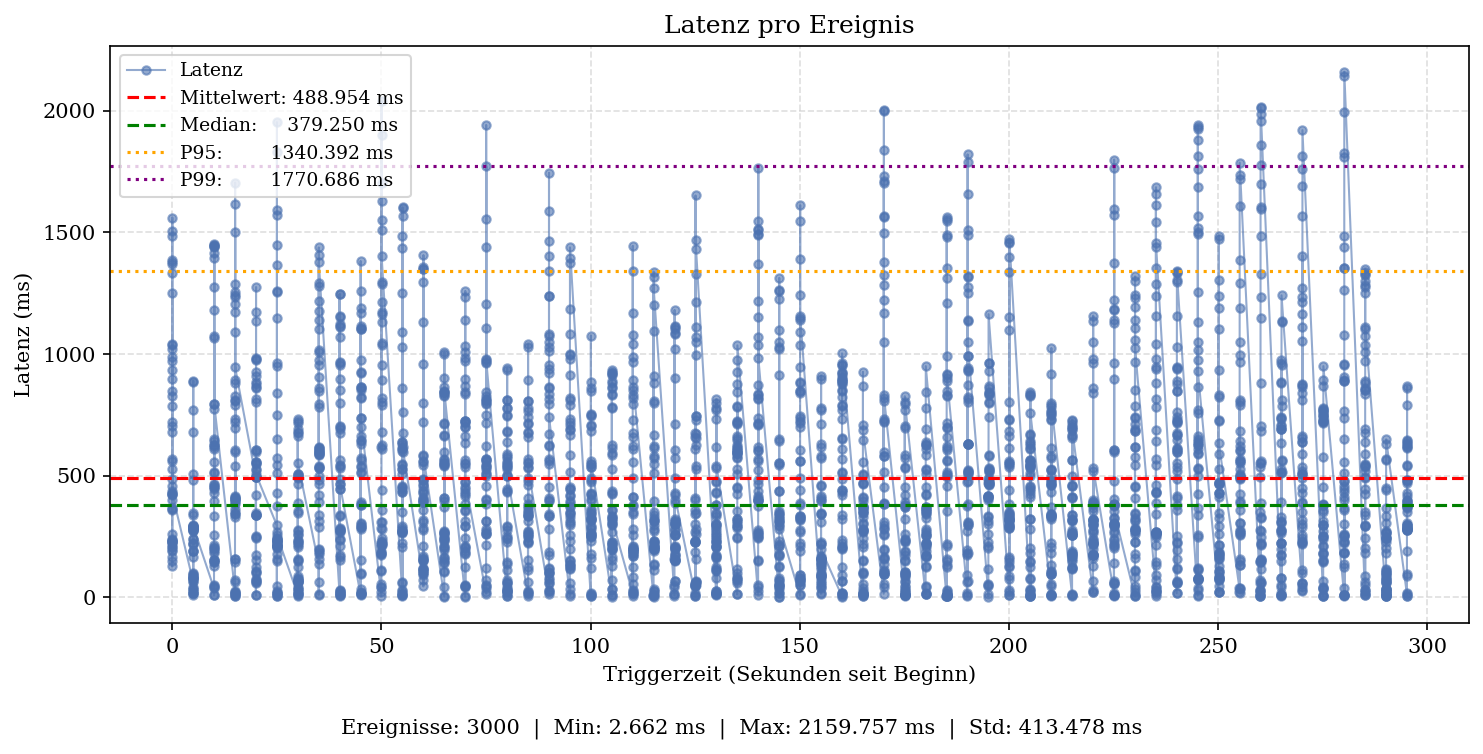 Latenz pro Ereignis
Latenz
Mittelwert: 488.954 ms
Median: 379.250 ms
P95: 1340.392 ms
P99: 1770.686 ms
Latenz (ms)
2000
1500
1000
500
0
0 50 100 150 200 250 300
Triggerzeit (Sekunden seit Beginn)
Ereignisse: 3000 | Min: 2.662 ms | Max: 2159.757 ms | Std: 413.478 ms